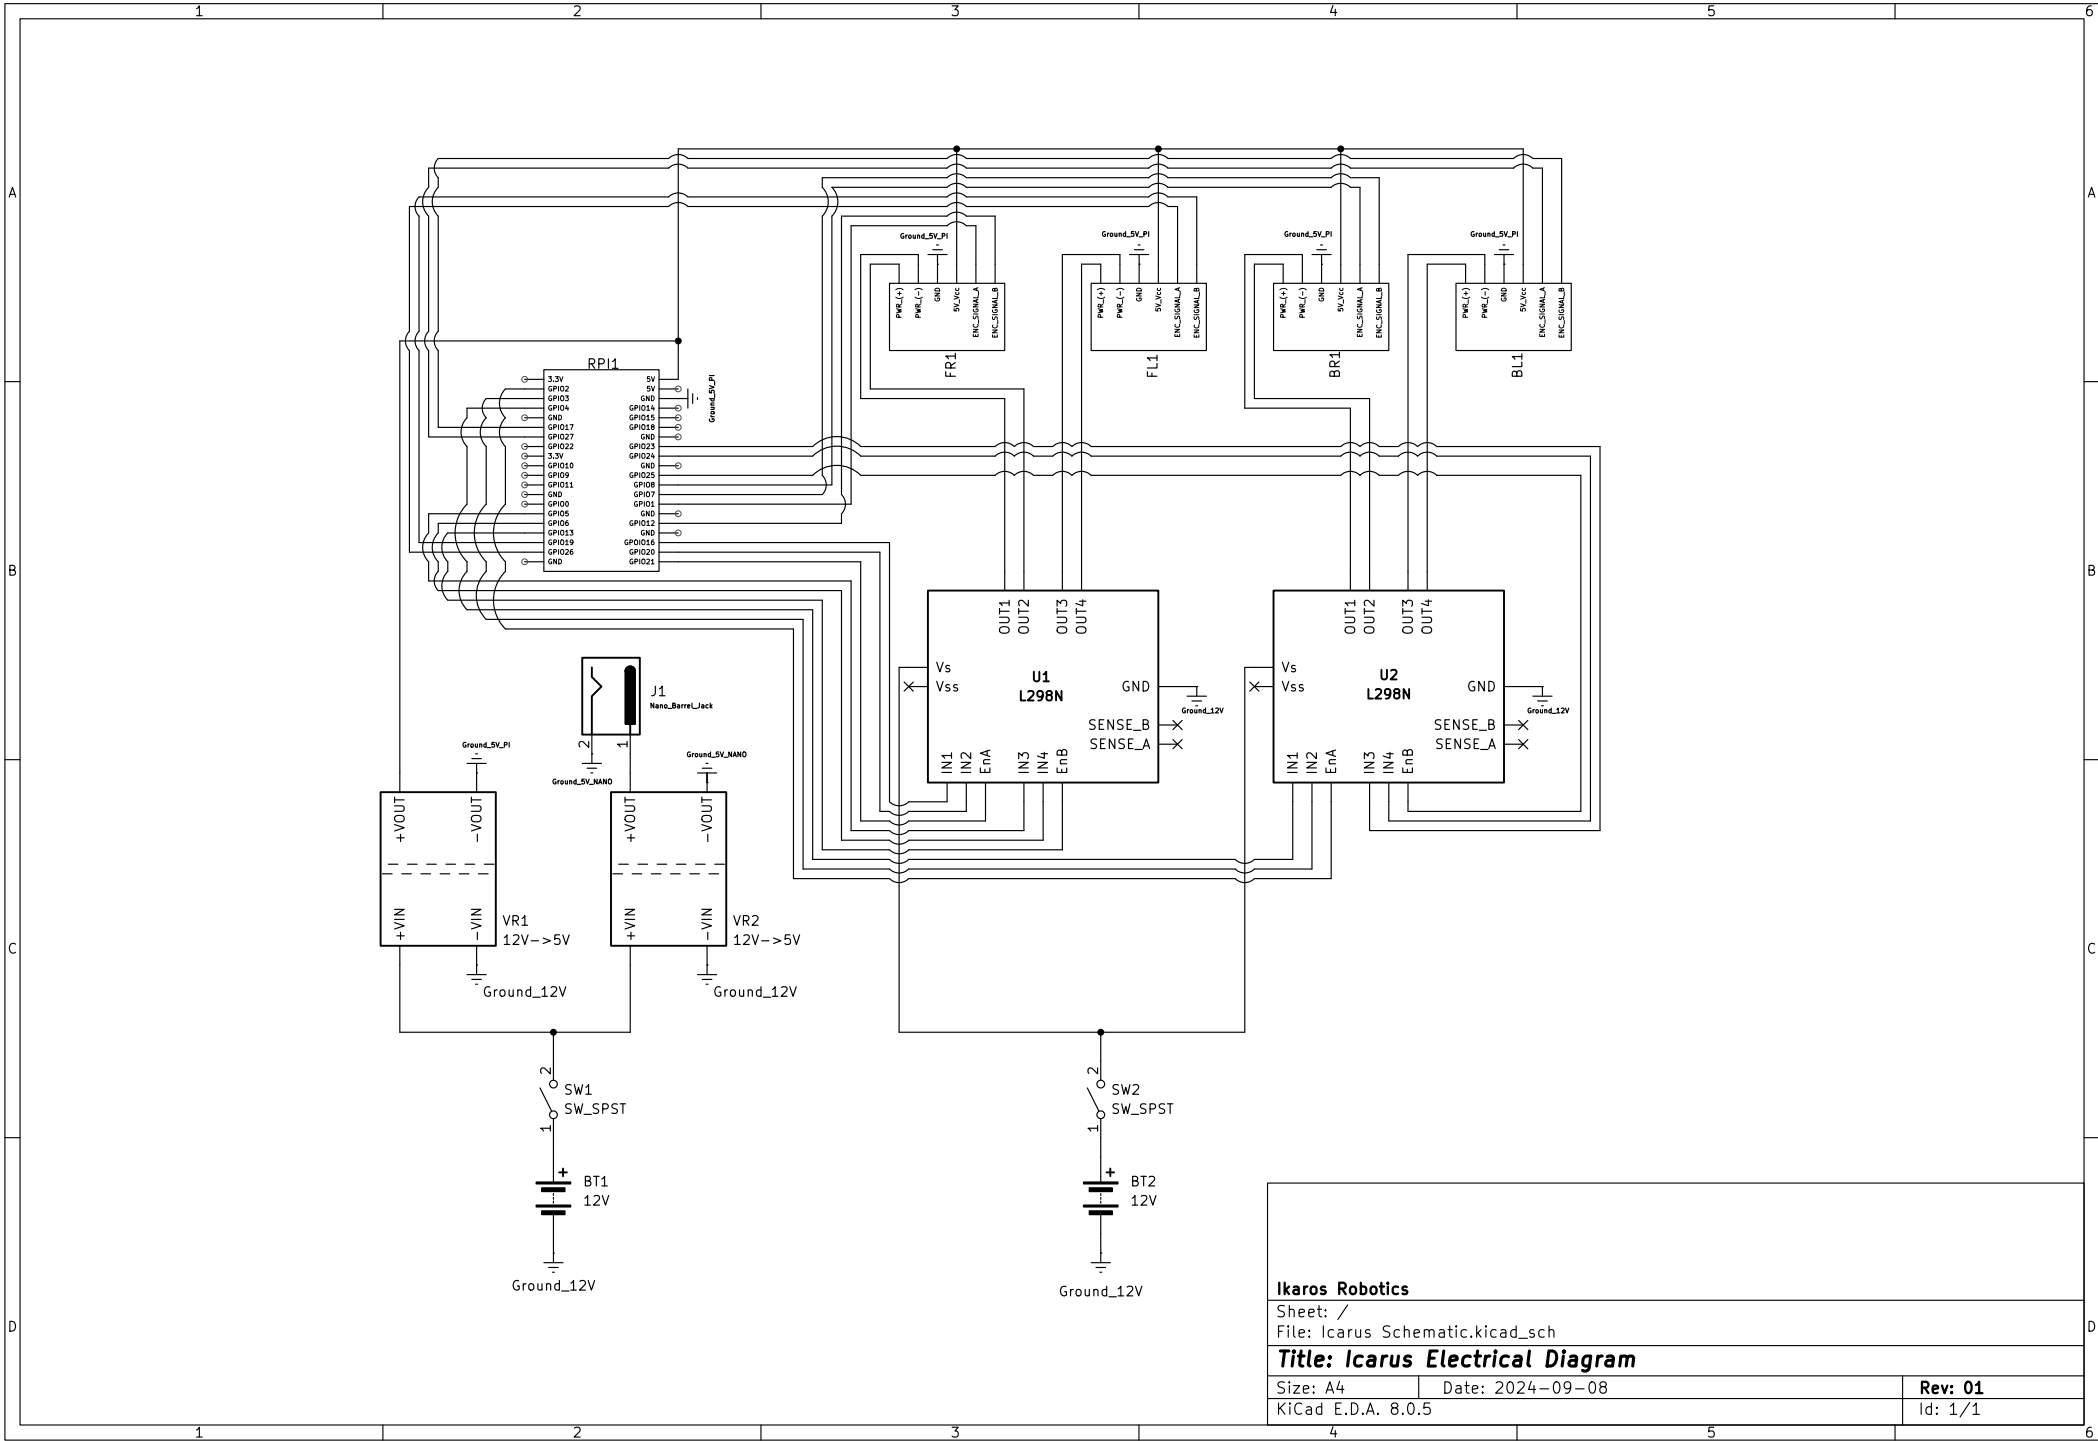 1 2 3 4 5 6
A A
B B
C C
D D
Ground_5V_PI
Ground_5V_PI
Ground_5V_PI
Ground_5V_PI
PWR_(+) PWR_(-) GND 5V_Vcc ENC_SIGNAL_A ENC_SIGNAL_B
FR1
PWR_(+) PWR_(-) GND 5V_Vcc ENC_SIGNAL_A ENC_SIGNAL_B
FL1
PWR_(+) PWR_(-) GND 5V_Vcc ENC_SIGNAL_A ENC_SIGNAL_B
BR1
PWR_(+) PWR_(-) GND 5V_Vcc ENC_SIGNAL_A ENC_SIGNAL_B
BL1
RPI1
3.3V 5V
GPIO2 5V
GPIO3 GND
GPIO4 GPIO14
GND GPIO15
GPIO17 GPIO18
GPIO27 GND
GPIO22 GPIO23
3.3V GPIO24
GPIO10 GND
GPIO9 GPIO25
GPIO11 GPIO8
GND GPIO7
GPIO0 GPIO1
GPIO5 GND
GPIO6 GPIO12
GPIO13 GND
GPIO19 GPOIO16
GPIO26 GPIO20
GND GPIO21
Ground_5V_PI
OUT1 OUT2 OUT3 OUT4
Vs
Vss
U1
L298N
GND
Ground_12V
SENSE_B
SENSE_A
IN1 IN2 EnA IN3 IN4 EnB
OUT1 OUT2 OUT3 OUT4
Vs
Vss
U2
L298N
GND
Ground_12V
SENSE_B
SENSE_A
IN1 IN2 EnA IN3 IN4 EnB
J1
Nano_Barrel_Jack
2 1
Ground_5V_NANO
Ground_5V_PI
Ground_5V_NANO
+VOUT -VOUT
+VIN -VIN
VR1
12V->5V
Ground_12V
+VOUT -VOUT
+VIN -VIN
VR2
12V->5V
Ground_12V
2
SW1
SW_SPST
1
+
BT1
12V
Ground_12V
2
SW2
SW_SPST
1
+
BT2
12V
Ground_12V
Ikaros Robotics
Sheet: /
File: Icarus Schematic.kicad_sch
Title: Icarus Electrical Diagram
Size: A4 Date: 2024-09-08 Rev: 01
KiCad E.D.A. 8.0.5 Id: 1/1
1 2 3 4 5 6